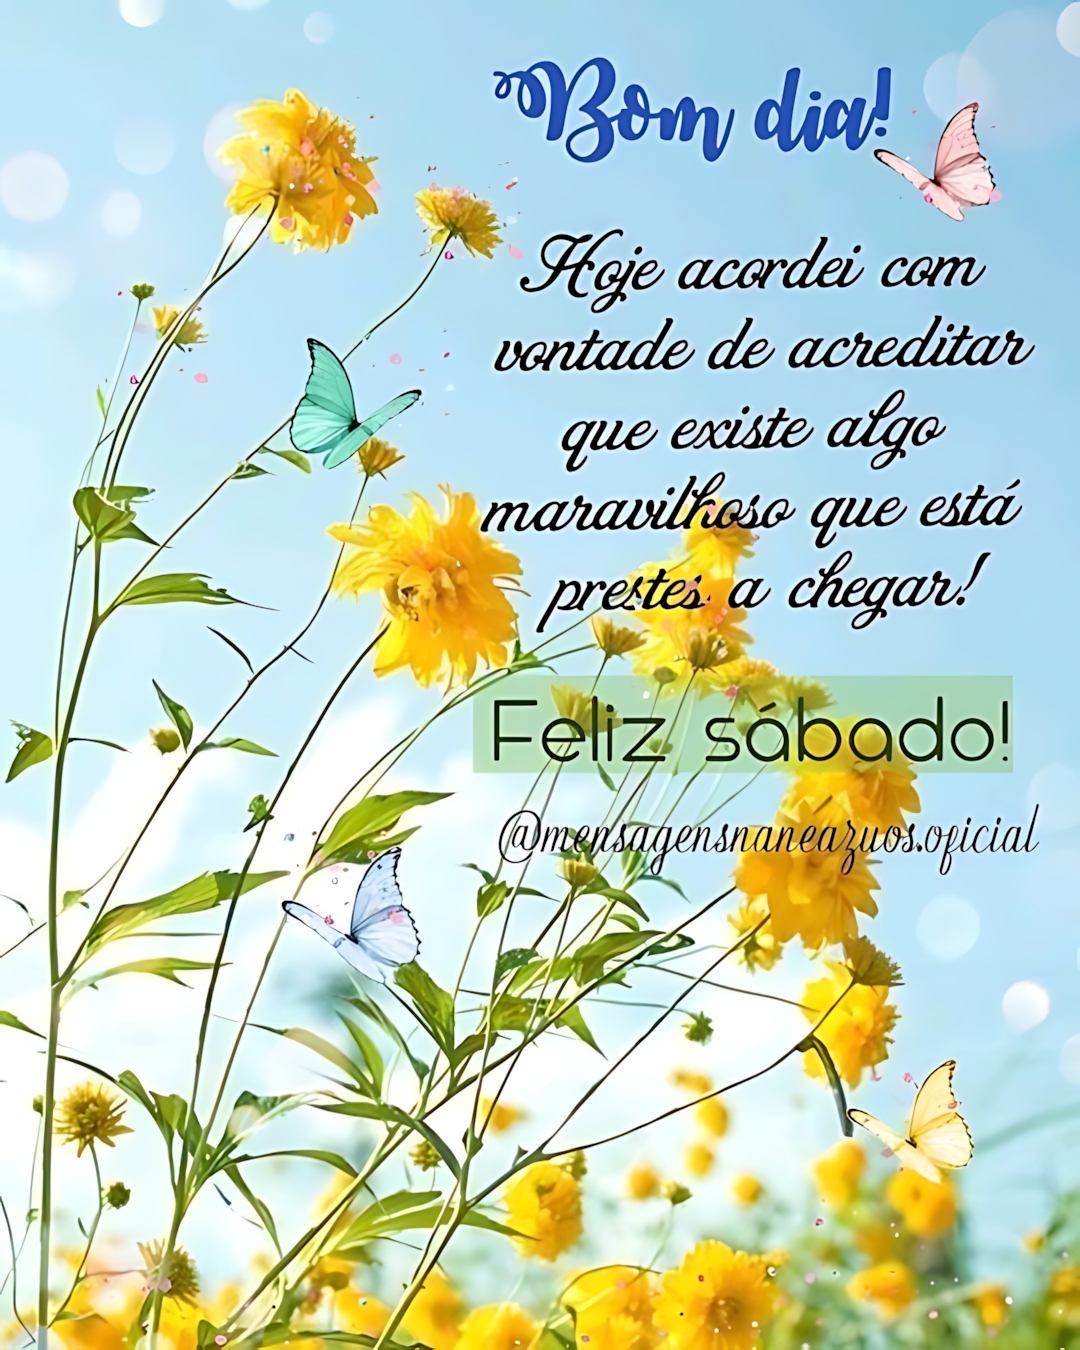 Bom dia!
Hoje acordei com
vontade de acreditar
que existe algo
maravilhoso que está
prestes a chegar!
Feliz sábado!
@mensagensnaneazuos.oficial